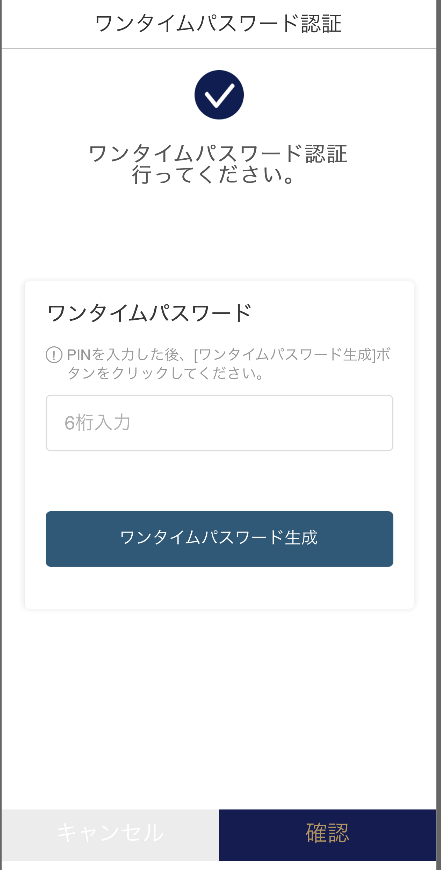 ワンタイムパスワード認証
ワンタイムパスワード認証
行ってください。
ワンタイムパスワード
PINを入力した後、[ワンタイムパスワード生成]ボ
タンをクリックしてください。
6桁入力
ワンタイムパスワード生成
キャンセル
確認